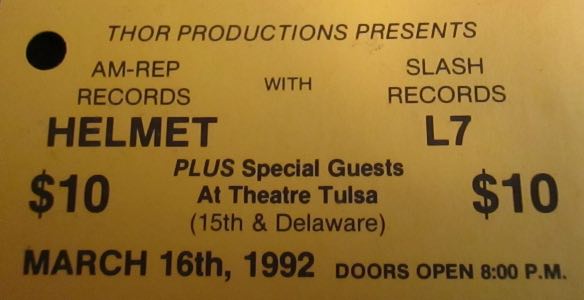 THOR PRODUCTIONS PRESENTS
AM-REP
RECORDS
HELMET
WITH
SLASH
RECORDS
L7
$10
PLUS Special Guests
At Theatre Tulsa
(15th & Delaware)
$10
MARCH 16th, 1992 DOORS OPEN 8:00 P.M.